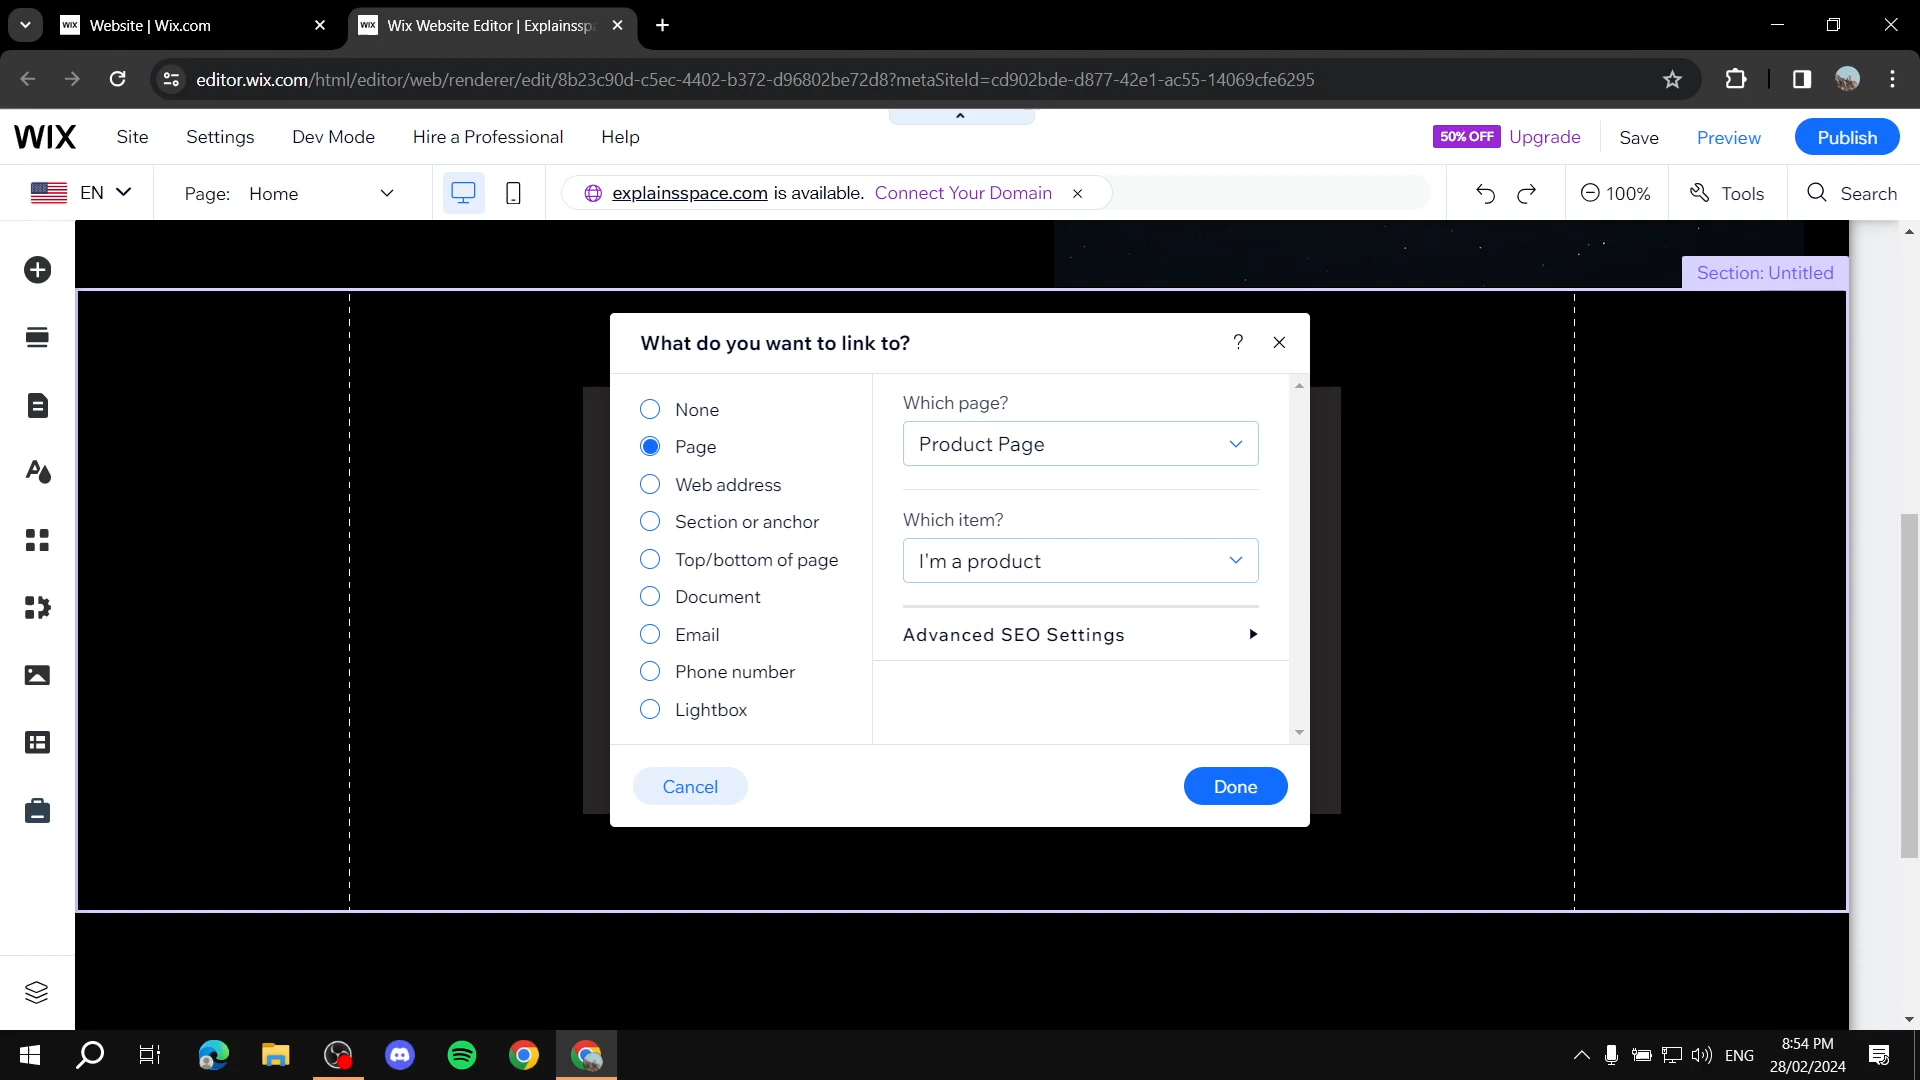 WIX Website | Wix.com
WIX Wix Website Editor | Explainssp
editor.wix.com/html/editor/web/renderer/edit/8b23c90d-c5ec-4402-b372-d96802be72d8?metaSiteId=cd902bde-d877-42e1-ac55-14069cfe6295
WIX Site Settings Dev Mode Hire a Professional Help 50% OFF Upgrade Save Preview Publish
EN Page: Home explainsspace.com is available. Connect Your Domain 100% Tools Search
Section: Untitled
What do you want to link to? ?
None
Page
Web address
Section or anchor
Top/bottom of page
Document
Email
Phone number
Lightbox
Which page?
Product Page
Which item?
I'm a product
Advanced SEO Settings
Cancel Done
ENG
8:54 PM
28/02/2024